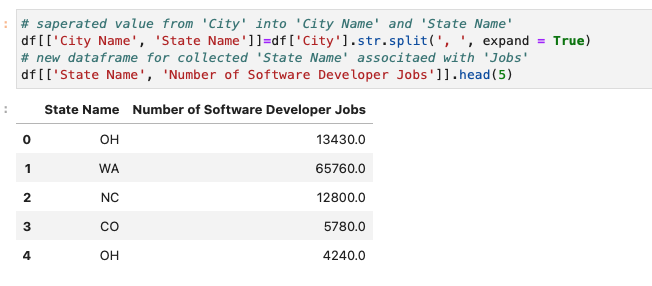 # saperated value from 'City' into 'City Name' and 'State Name'
df[['City Name', 'State Name']]=df['City'].str.split(', ', expand = True)
# new dataframe for collected 'State Name' associtaed with 'Jobs'
df[['State Name', 'Number of Software Developer Jobs']].head(5)
State Name Number of Software Developer Jobs
0 OH 13430.0
1 WA 65760.0
2 NC 12800.0
3 CO 5780.0
4 OH 4240.0